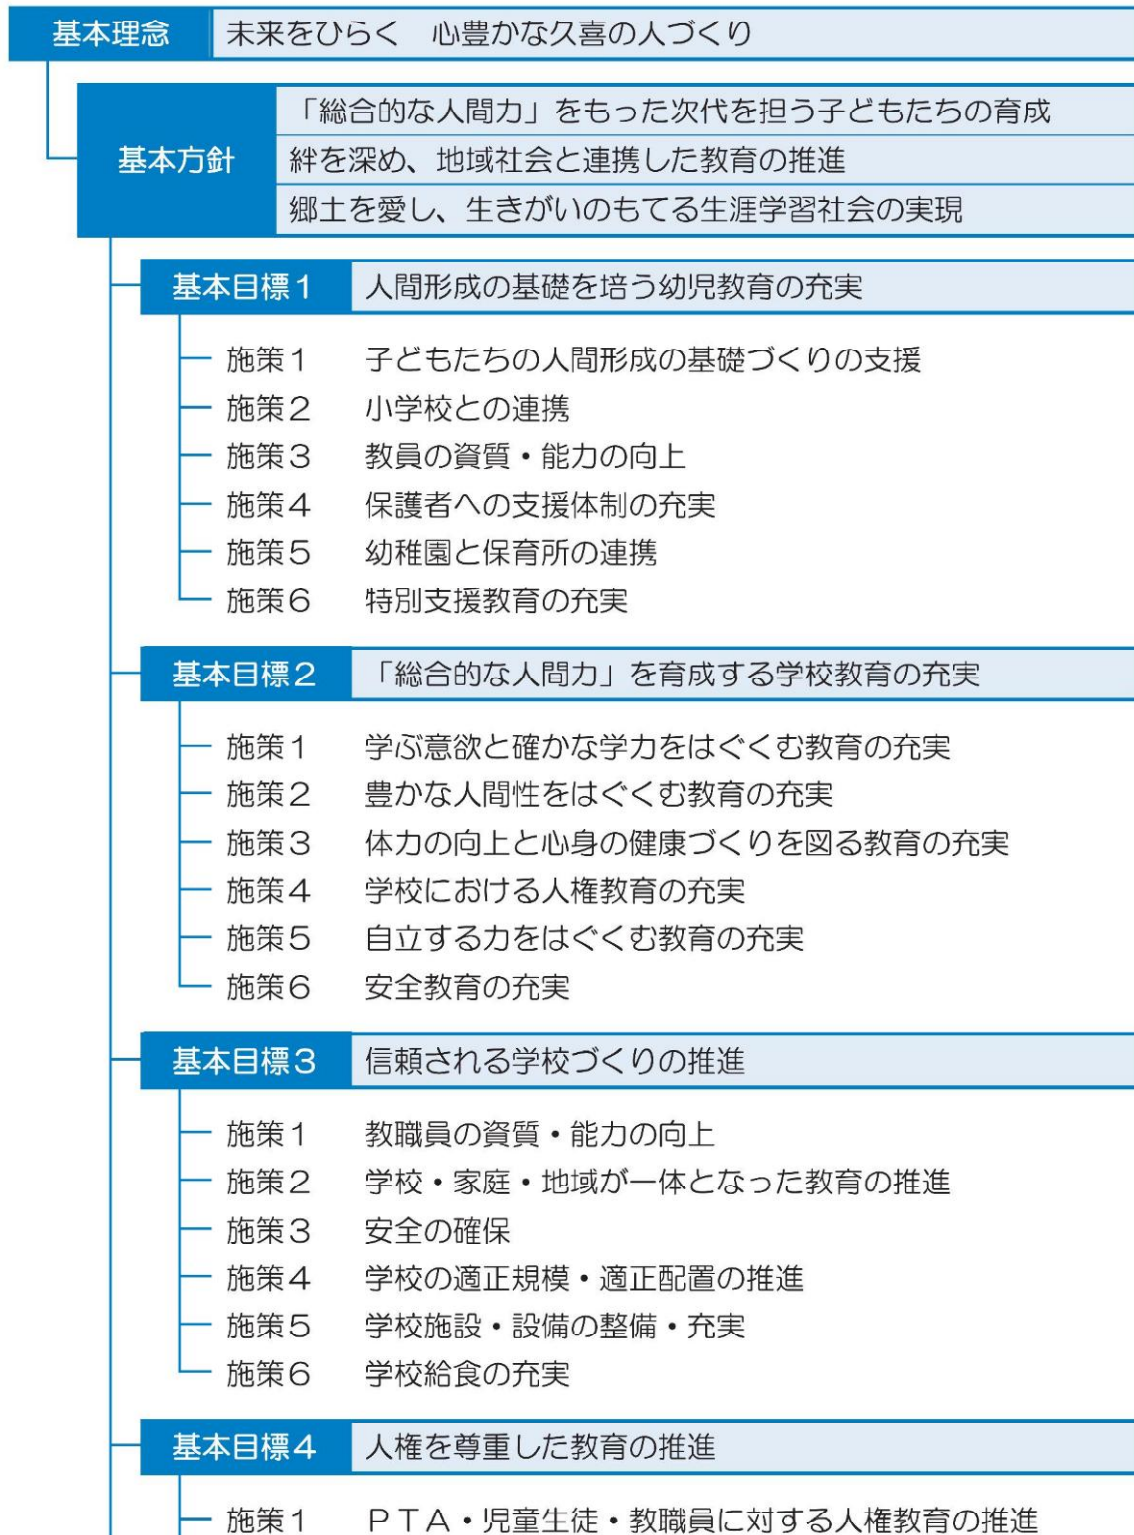 基本理念 未来をひらく 心豊かな久喜の人づくり
基本方針
「総合的な人間力」をもった次代を担う子どもたちの育成
絆を深め、地域社会と連携した教育の推進
郷土を愛し、生きがいのもてる生涯学習社会の実現
基本目標1 人間形成の基礎を培う幼児教育の充実
施策1 子どもたちの人間形成の基礎づくりの支援
施策2 小学校との連携
施策3 教員の資質・能力の向上
施策4 保護者への支援体制の充実
施策5 幼稚園と保育所の連携
施策6 特別支援教育の充実
基本目標2 「総合的な人間力」を育成する学校教育の充実
施策1 学ぶ意欲と確かな学力をはぐくむ教育の充実
施策2 豊かな人間性をはぐくむ教育の充実
施策3 体力の向上と心身の健康づくりを図る教育の充実
施策4 学校における人権教育の充実
施策5 自立する力をはぐくむ教育の充実
施策6 安全教育の充実
基本目標3 信頼される学校づくりの推進
施策1 教職員の資質・能力の向上
施策2 学校・家庭・地域が一体となった教育の推進
施策3 安全の確保
施策4 学校の適正規模・適正配置の推進
施策5 学校施設・設備の整備・充実
施策6 学校給食の充実
基本目標4 人権を尊重した教育の推進
施策1 PTA・児童生徒・教職員に対する人権教育の推進